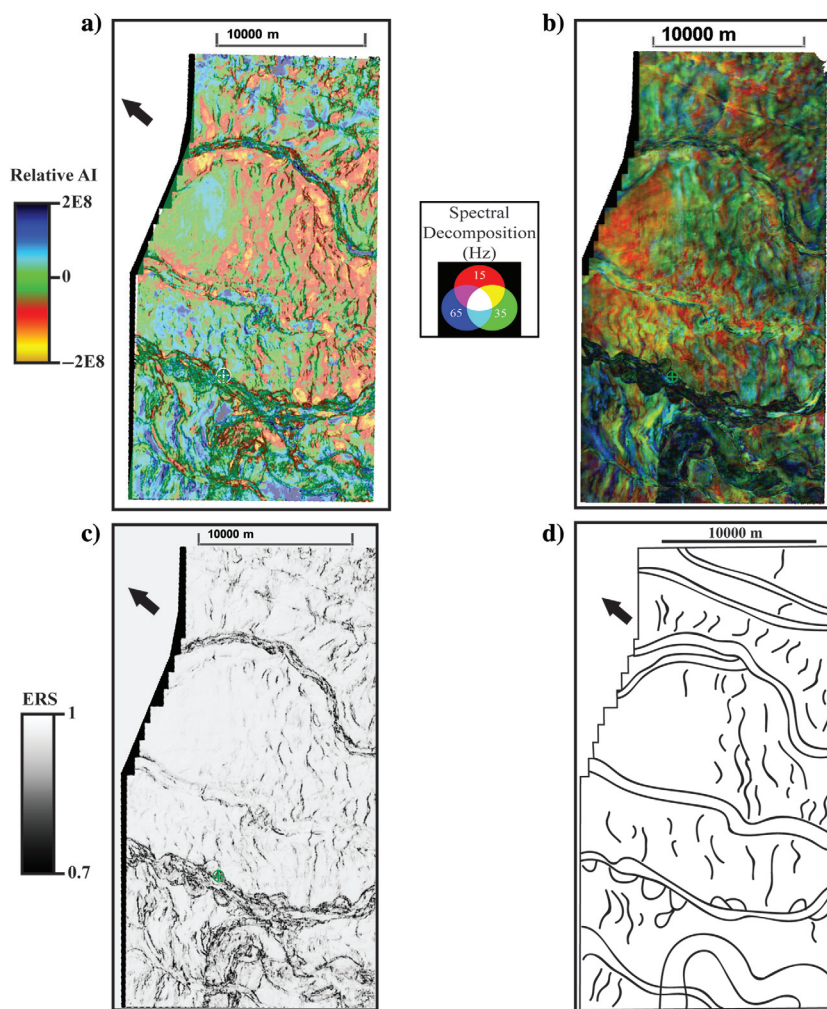 a)
10000 m
Relative AI
2E8
0
−2E8
b)
10000 m
Spectral
Decomposition
(Hz)
15
65
35
c)
10000 m
ERS
1
0.7
d)
10000 m